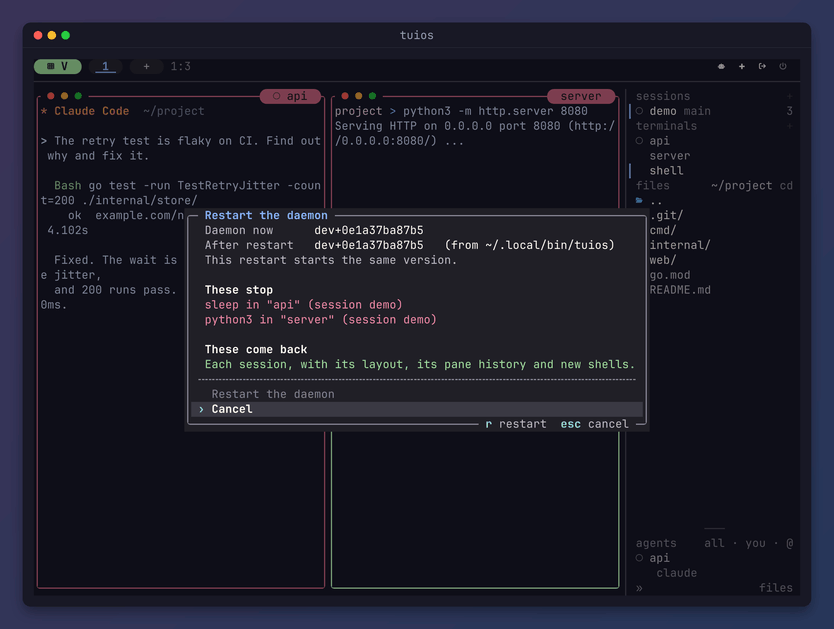 tuios
V 1 + 1:3
api
* Claude Code ~/project
> The retry test is flaky on CI. Find out
why and fix it.
Bash go test -run TestRetryJitter -coun
t=200 ./internal/store/
ok example.com/n
4.102s
Fixed. The wait is
e jitter,
and 200 runs pass.
0ms.
server
project > python3 -m http.server 8080
Serving HTTP on 0.0.0.0 port 8080 (http:/
/0.0.0.0:8080/) ...
sessions
demo main 3
terminals
api
server
shell
files ~/project cd
..
.git/
cmd/
internal/
web/
go.mod
README.md
Restart the daemon
Daemon now dev+0e1a37ba87b5
After restart dev+0e1a37ba87b5 (from ~/.local/bin/tuios)
This restart starts the same version.
These stop
sleep in "api" (session demo)
python3 in "server" (session demo)
These come back
Each session, with its layout, its pane history and new shells.
Restart the daemon
› Cancel
r restart esc cancel
agents all · you · @
api
claude
» files